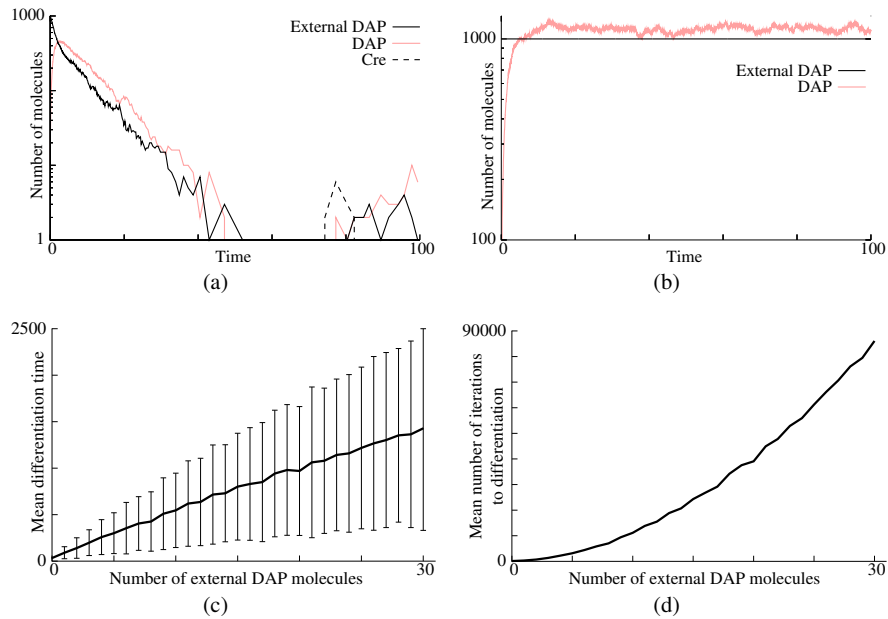 1000
External DAP
DAP
Cre
Number of molecules
1
0
Time
100
(a)
1000
External DAP
DAP
Number of molecules
100
0
Time
100
(b)
2500
Mean differentiation time
0
0
Number of external DAP molecules
30
(c)
90000
Mean number of iterations
to differentiation
0
0
Number of external DAP molecules
30
(d)